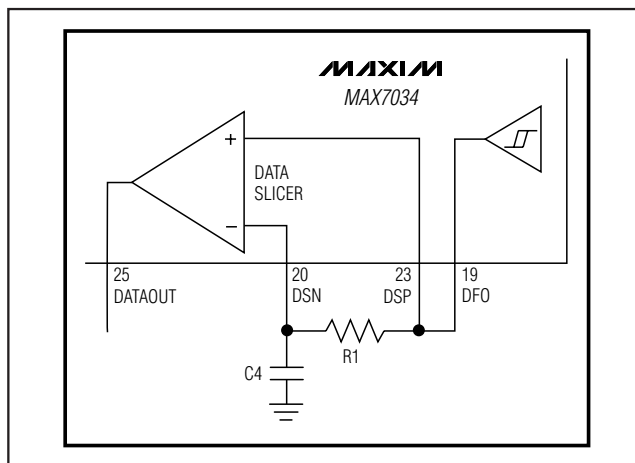 MAXIM
MAX7034
+
DATA
SLICER
−
25
DATAOUT
20
DSN
23
DSP
19
DFO
R1
C4